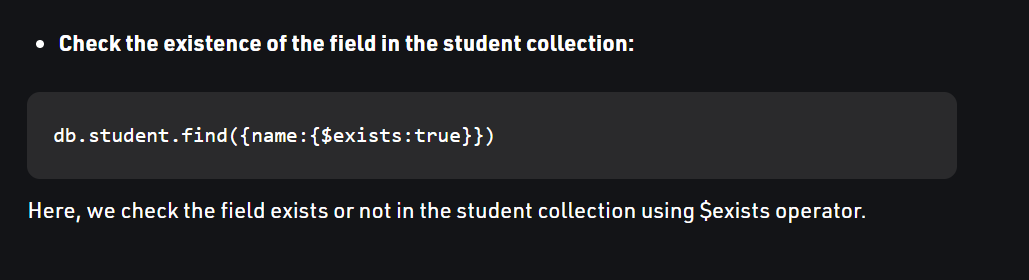 • Check the existence of the field in the student collection:
db.student.find({name:{$exists:true}})
Here, we check the field exists or not in the student collection using $exists operator.